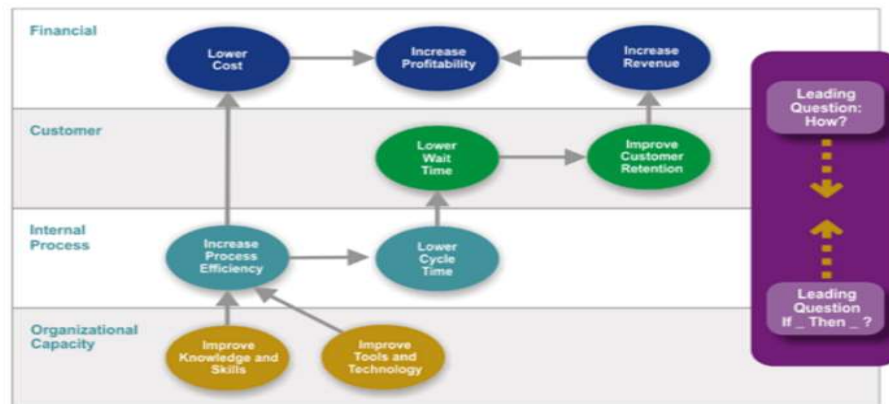 Financial
Lower
Cost
Increase
Profitability
Increase
Revenue
Customer
Lower
Wait
Time
Improve
Customer
Retention
Internal
Process
Increase
Process
Efficiency
Lower
Cycle
Time
Organizational
Capacity
Improve
Knowledge and
Skills
Improve
Tools and
Technology
Leading
Question:
How?
Leading
Question
If _ Then _ ?